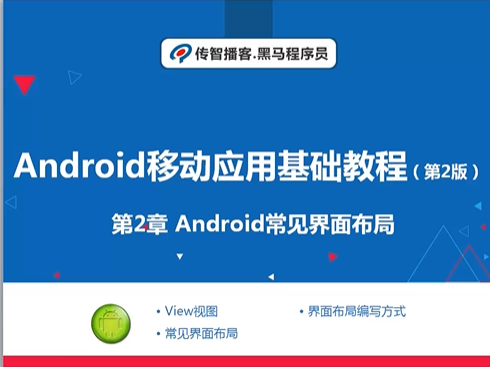 传智播客.黑马程序员
Android移动应用基础教程（第2版）
第2章 Android常见界面布局
• View视图
• 界面布局编写方式
• 常见界面布局